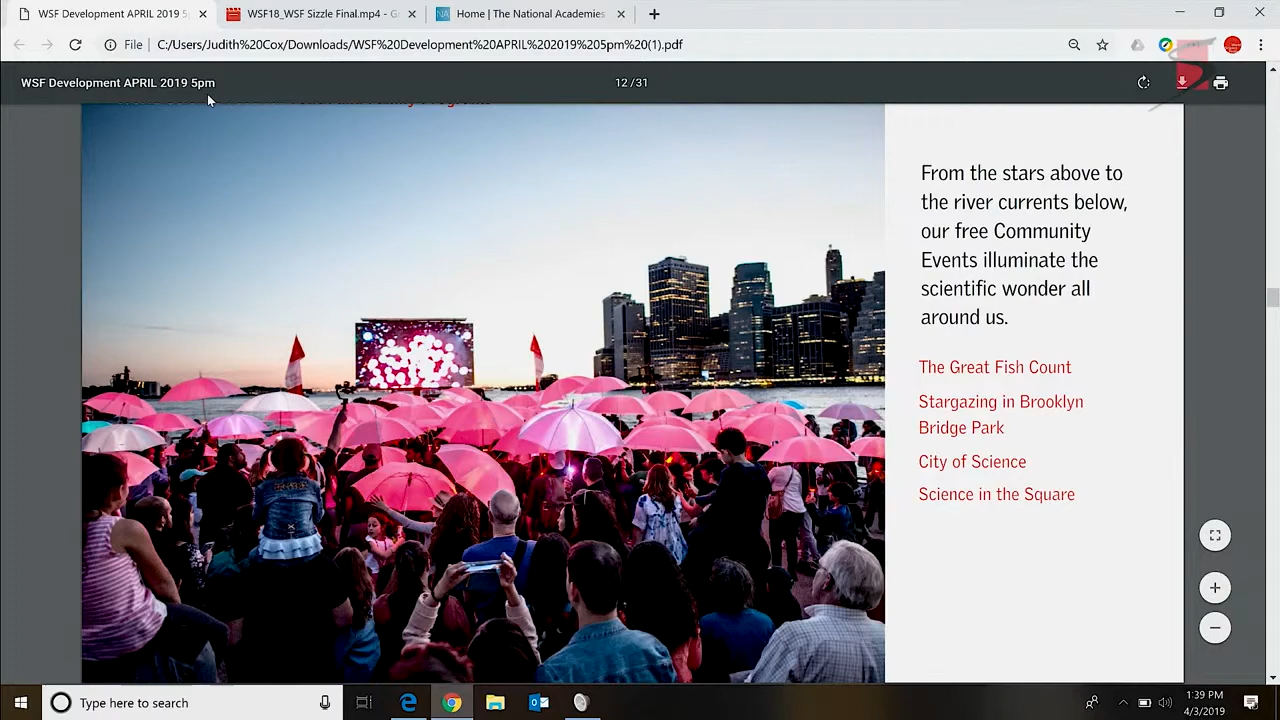 WSF Development APRIL 2019 5
WSF18_WSF Sizzle Final.mp4 - G
NA
Home | The National Academies
File
C:/Users/Judith%20Cox/Downloads/WSF%20Development%20APRIL%202019%205pm%20(1).pdf
WSF Development APRIL 2019 5pm
12 / 31
From the stars above to
the river currents below,
our free Community
Events illuminate the
scientific wonder all
around us.
The Great Fish Count
Stargazing in Brooklyn
Bridge Park
City of Science
Science in the Square
Type here to search
1:39 PM
4/3/2019